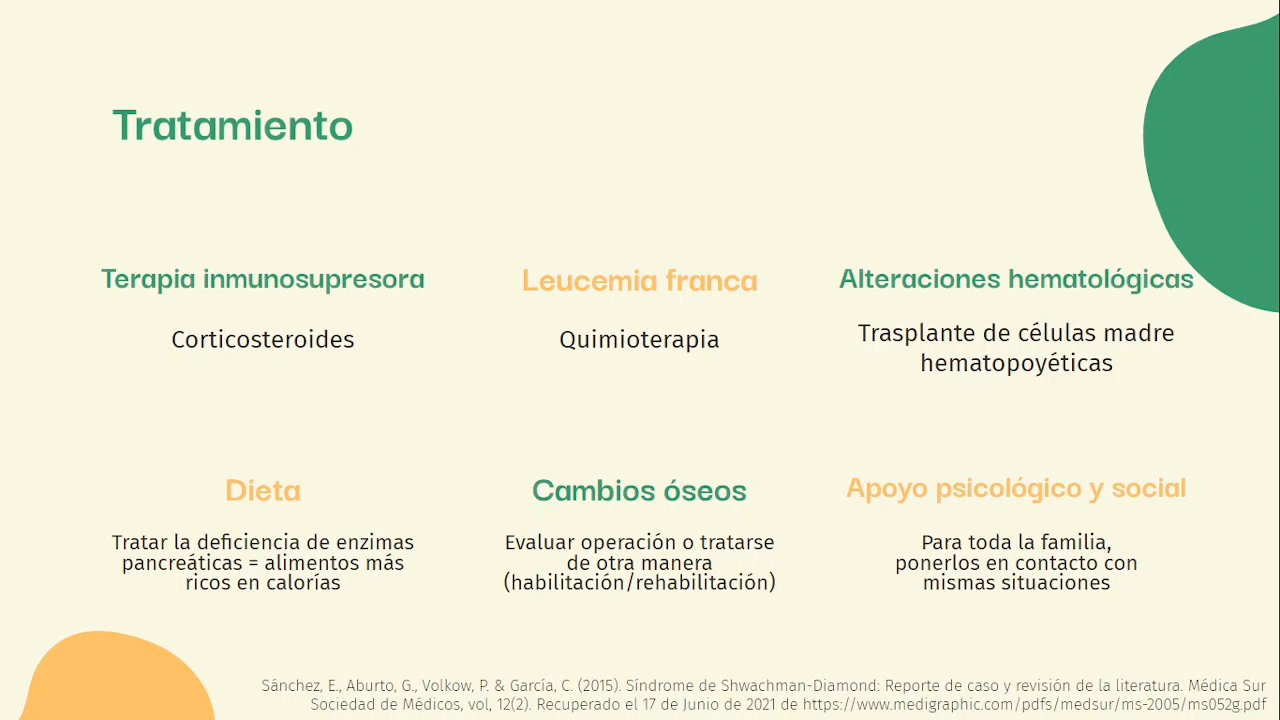 Tratamiento
Terapia inmunosupresora
Corticosteroides
Leucemia franca
Quimioterapia
Alteraciones hematológicas
Trasplante de células madre
hematopoyéticas
Dieta
Tratar la deficiencia de enzimas
pancreáticas = alimentos más
ricos en calorías
Cambios óseos
Evaluar operación o tratarse
de otra manera
(habilitación/rehabilitación)
Apoyo psicológico y social
Para toda la familia,
ponerlos en contacto con
mismas situaciones
Sánchez, E., Aburto, G., Volkow, P. & García, C. (2015). Síndrome de Shwachman-Diamond: Reporte de caso y revisión de la literatura. Médica Sur
Sociedad de Médicos, vol, 12(2). Recuperado el 17 de Junio de 2021 de https://www.medigraphic.com/pdfs/medsur/ms-2005/ms052g.pdf